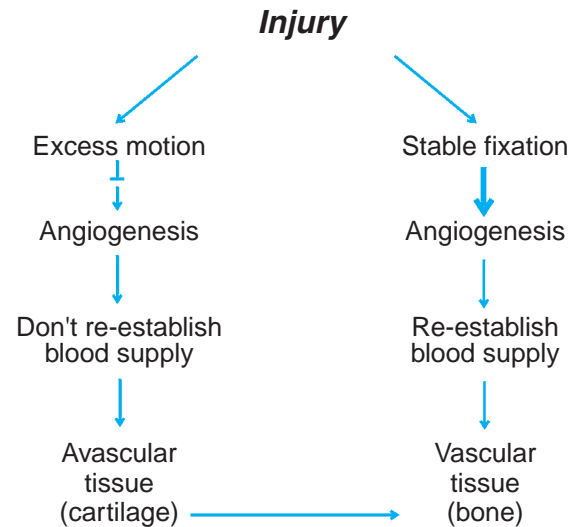 Injury
Excess motion
Stable fixation
Angiogenesis
Angiogenesis
Don't re-establish
blood supply
Re-establish
blood supply
Avascular
tissue
(cartilage)
Vascular
tissue
(bone)